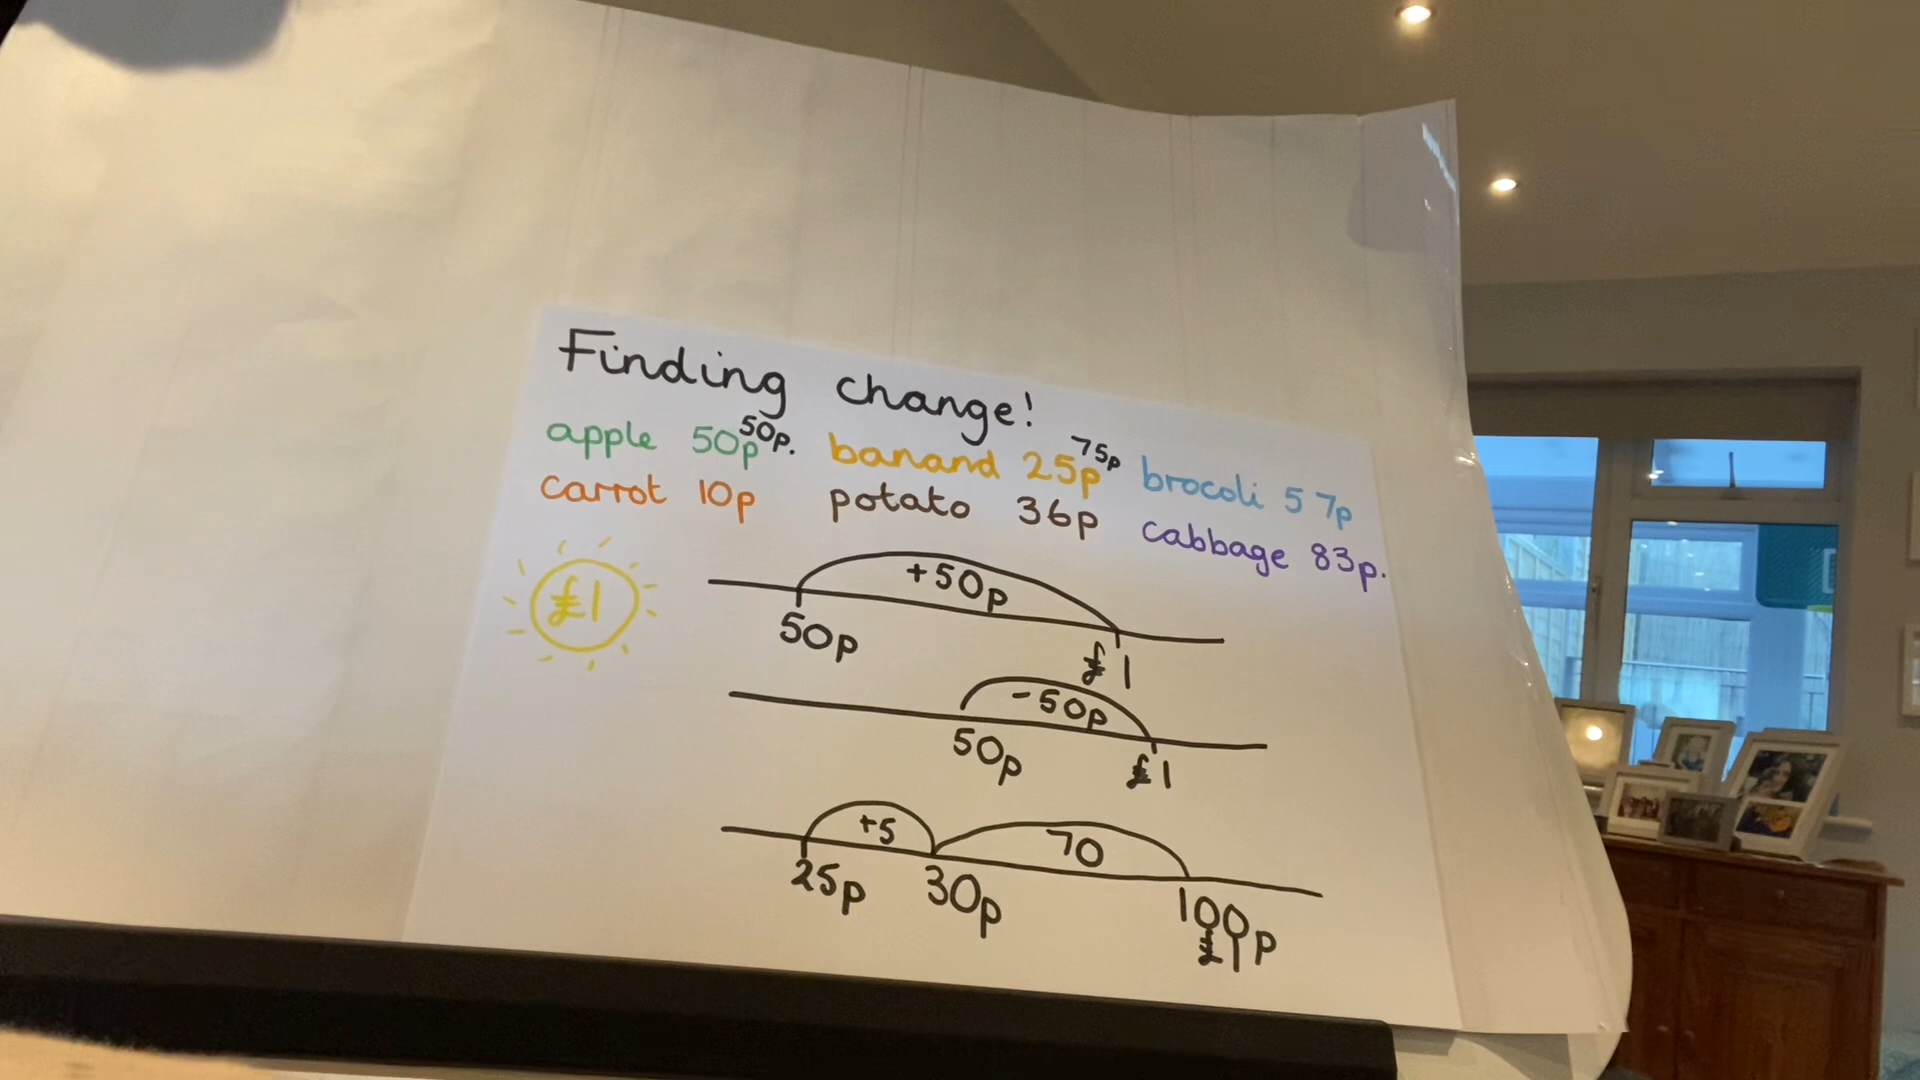 Finding change!
apple 50p 50p. banana 25p 75p brocoli 57p
carrot 10p potato 36p cabbage 83p.
£1
+50p
50p £1
-50p
50p £1
+5 70
25p 30p 100p
£1